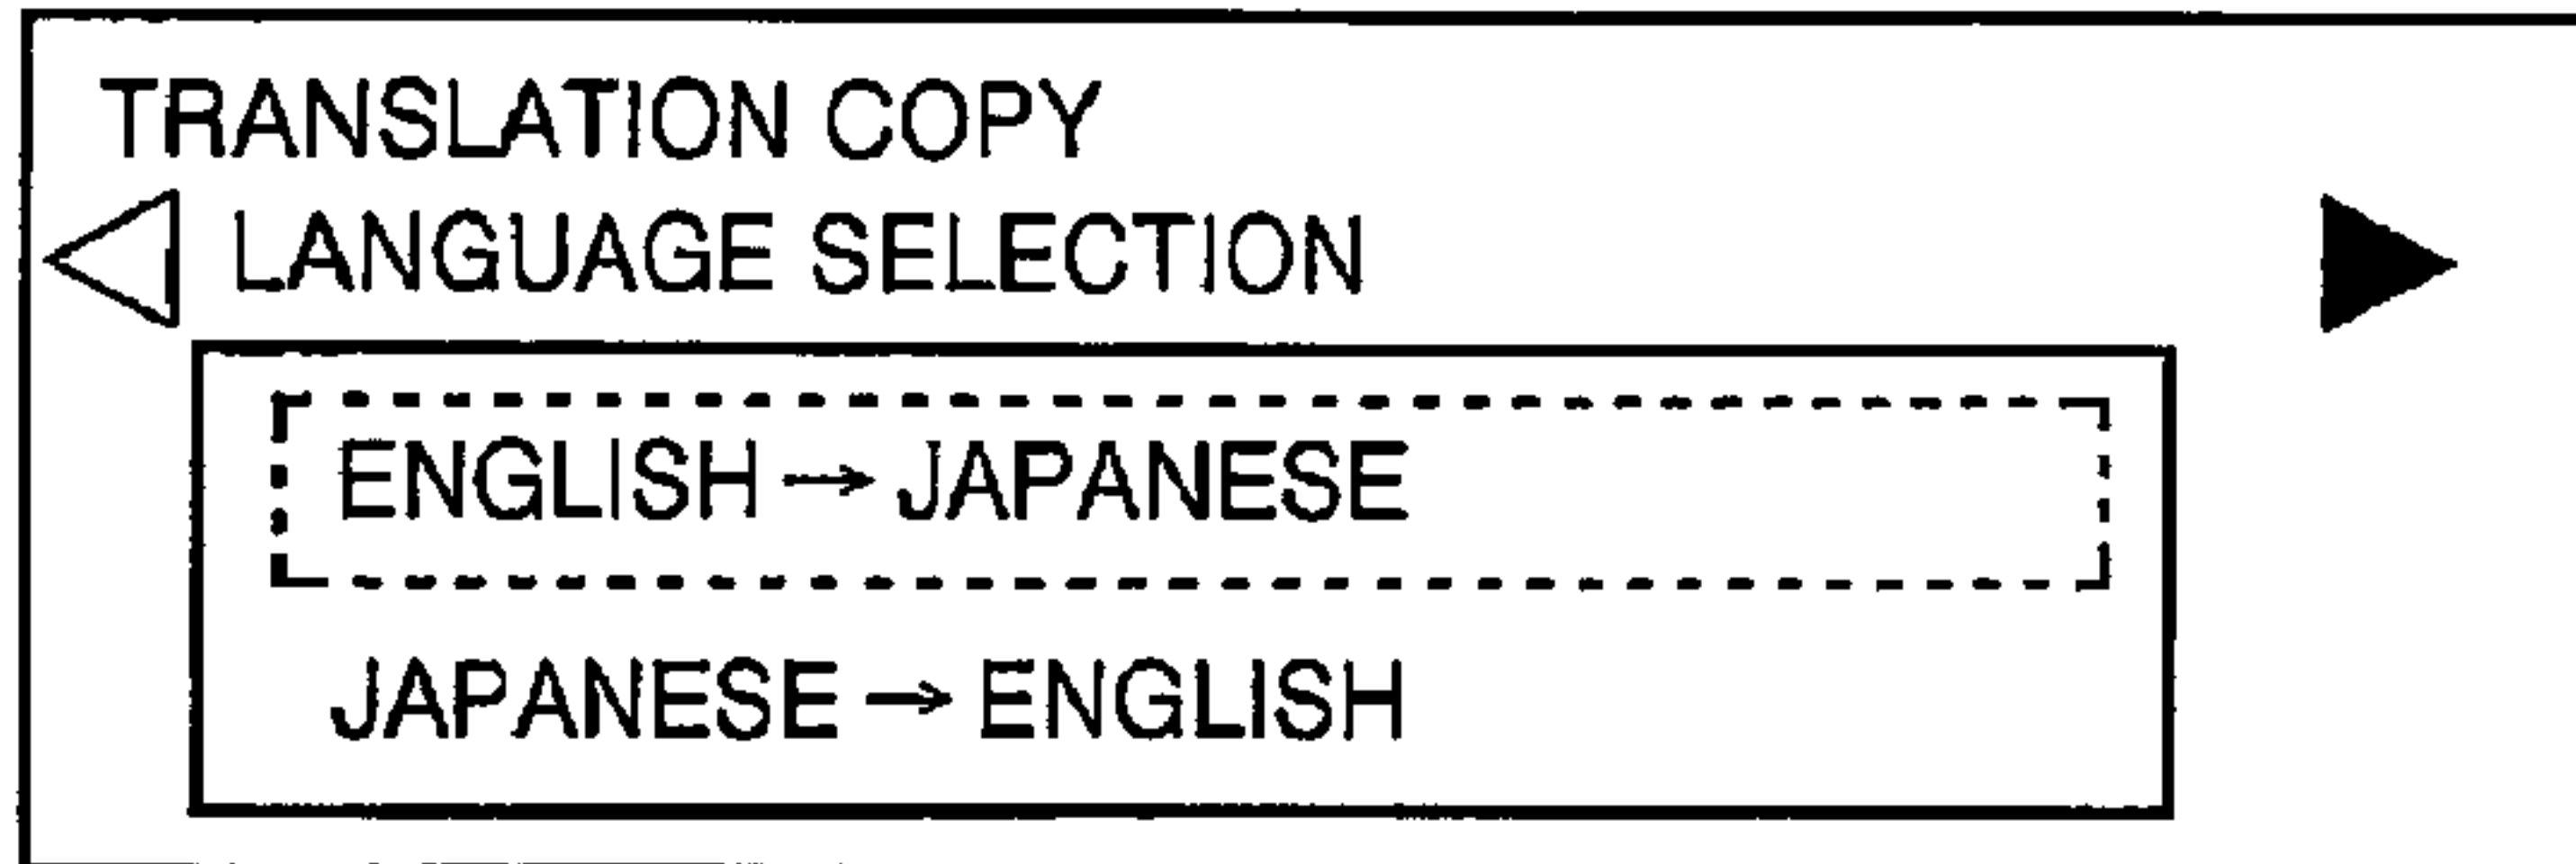 TRANSLATION COPY
LANGUAGE SELECTION
ENGLISH → JAPANESE
JAPANESE → ENGLISH